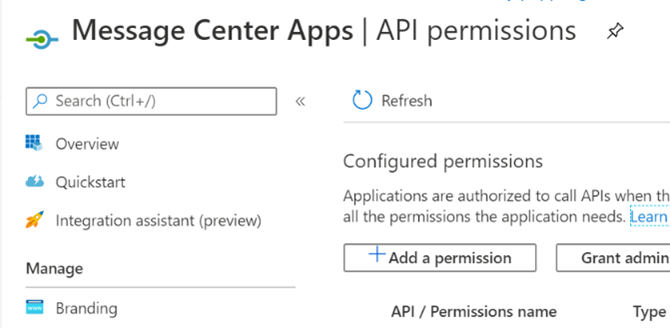 Message Center Apps | API permissions
Search (Ctrl+/)
«
Refresh
Overview
Quickstart
Integration assistant (preview)
Manage
Branding
Configured permissions
Applications are authorized to call APIs when
all the permissions the application needs. Learn
+ Add a permission
Grant admin
API / Permissions name
Type